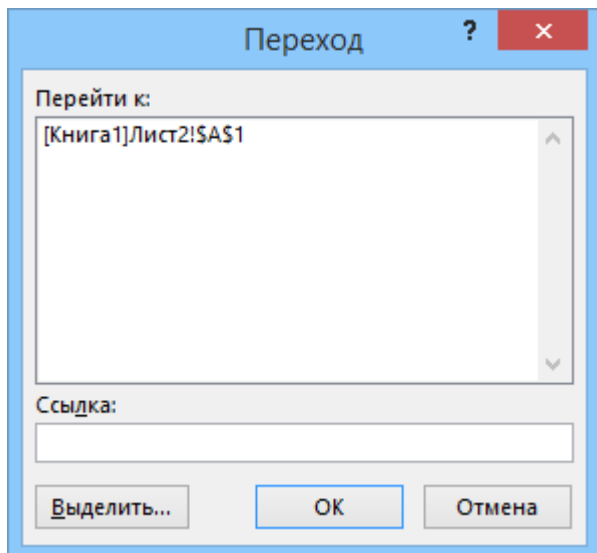 Переход
?
×
Перейти к:
[Книга1]Лист2!$A$1
Ссылка:
Выделить...
ОК
Отмена